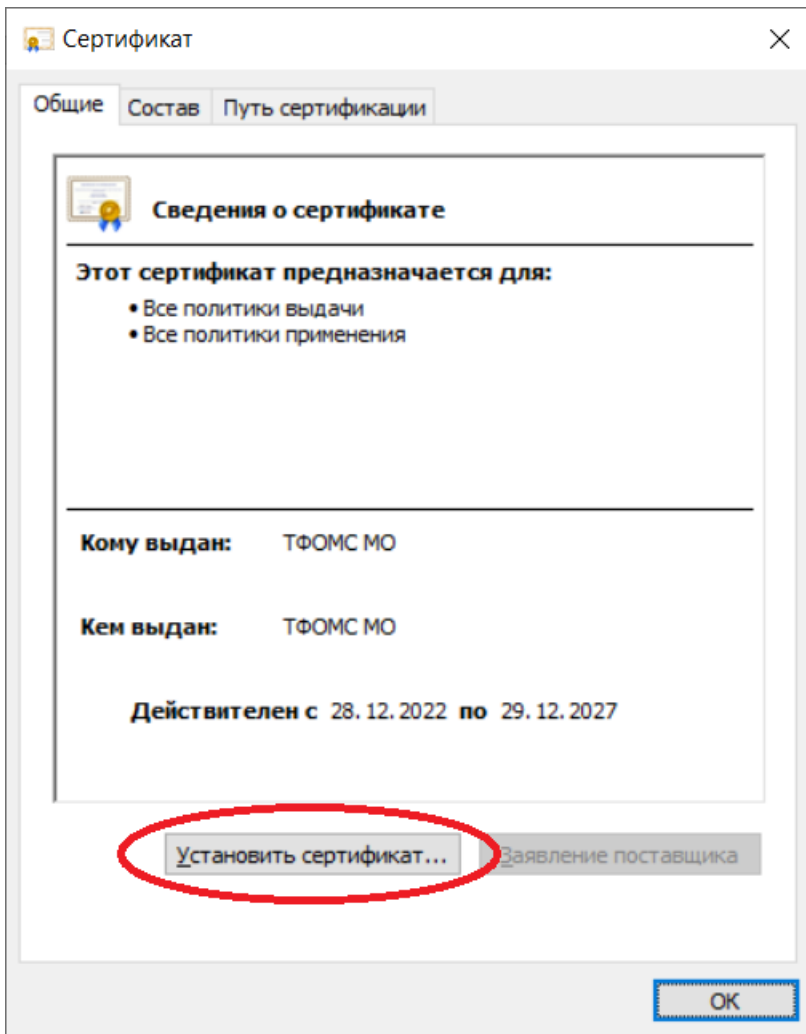 Сертификат
Общие Состав Путь сертификации
Сведения о сертификате
Этот сертификат предназначается для:
• Все политики выдачи
• Все политики применения
Кому выдан: ТФОМС МО
Кем выдан: ТФОМС МО
Действителен с 28. 12. 2022 по 29. 12. 2027
Установить сертификат... Заявление поставщика
ОК